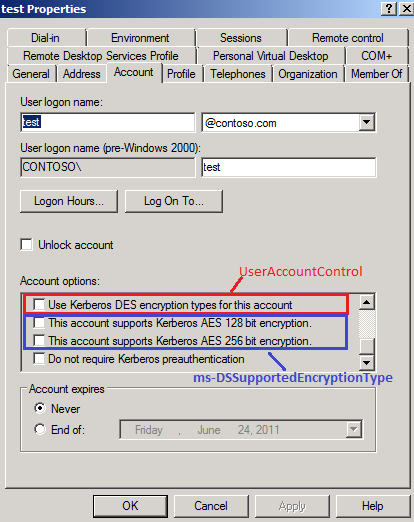 test Properties
Dial-in Environment Sessions Remote control
Remote Desktop Services Profile Personal Virtual Desktop COM+
General Address Account Profile Telephones Organization Member Of
User logon name:
test @contoso.com
User logon name (pre-Windows 2000):
CONTOSO\ test
Logon Hours... Log On To...
Unlock account
UserAccountControl
Account options:
Use Kerberos DES encryption types for this account
This account supports Kerberos AES 128 bit encryption.
This account supports Kerberos AES 256 bit encryption.
Do not require Kerberos preauthentication
ms-DSSupportedEncryptionType
Account expires
Never
End of: Friday , June 24, 2011
OK Cancel Apply Help